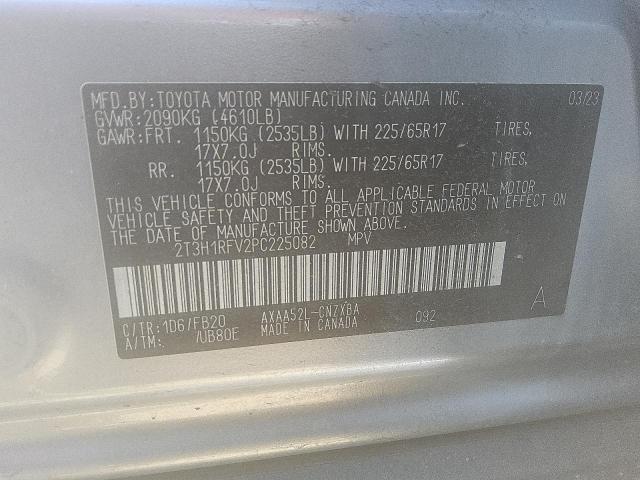 MFD.BY:TOYOTA MOTOR MANUFACTURING CANADA INC. 03/23
GVWR:2090KG (4610LB)
GAWR:FRT. 1150KG (2535LB) WITH 225/65R17 TIRES,
17X7.0J RIMS.
RR. 1150KG (2535LB) WITH 225/65R17 TIRES,
17X7.0J RIMS.
THIS VEHICLE CONFORMS TO ALL APPLICABLE FEDERAL MOTOR
VEHICLE SAFETY AND THEFT PREVENTION STANDARDS IN EFFECT ON
THE DATE OF MANUFACTURE SHOWN ABOVE.
2T3H1RFV2PC225082 MPV
C/TR:1D6/FB20 AXAA52L-CNZXBA 092 A
A/TM: /UB80E MADE IN CANADA